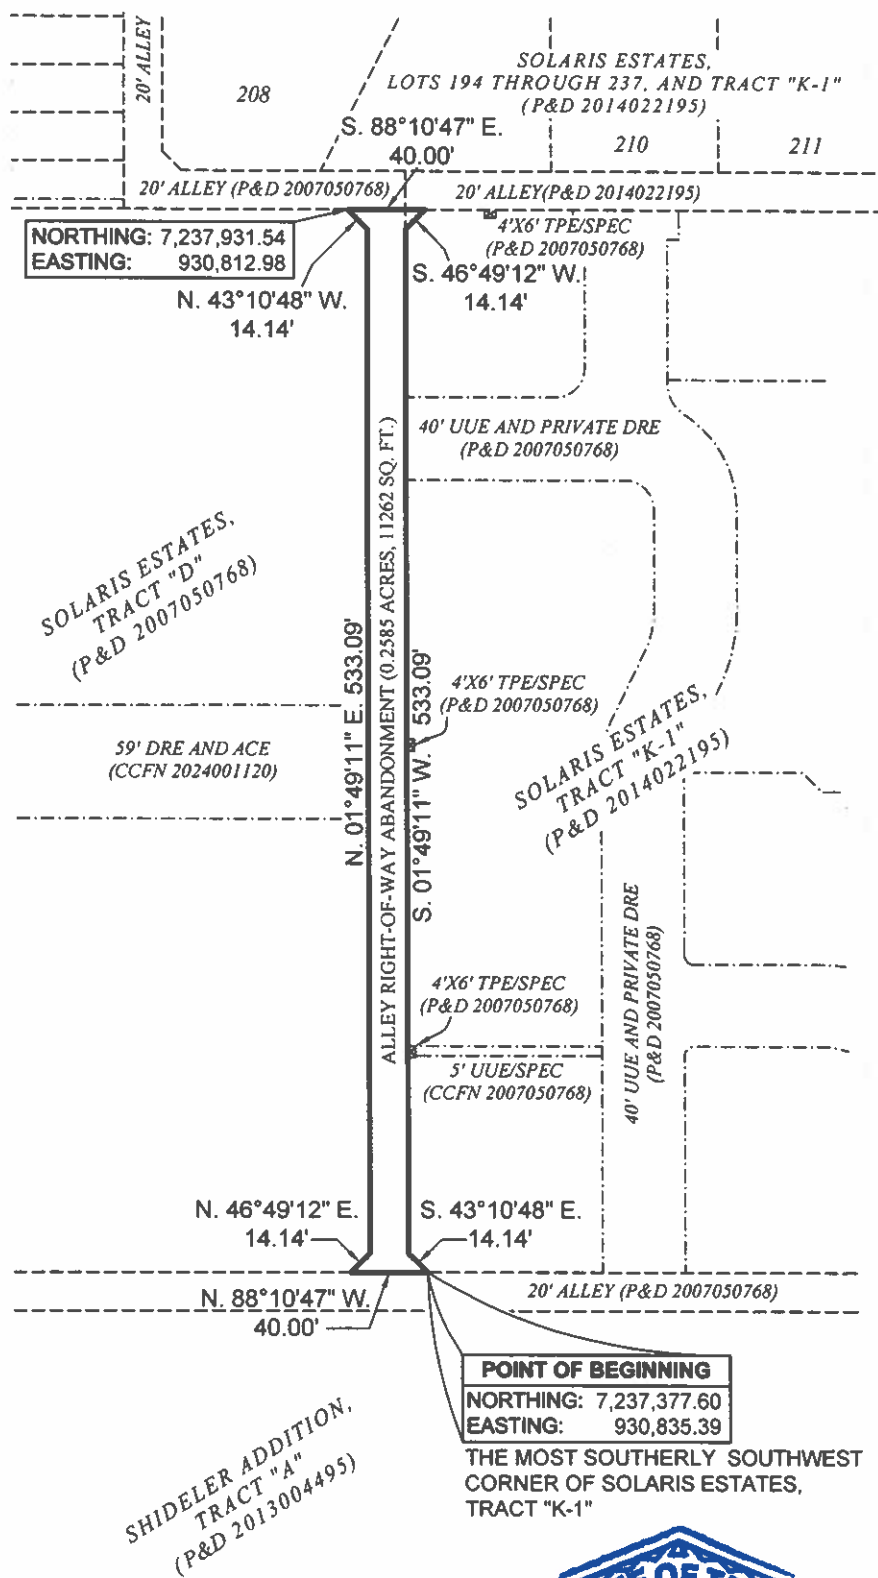 20' ALLEY
208
SOLARIS ESTATES,
LOTS 194 THROUGH 237, AND TRACT "K-1"
(P&D 2014022195)
210
211
S. 88°10'47" E.
40.00'
20' ALLEY (P&D 2007050768)
20' ALLEY(P&D 2014022195)
NORTHING: 7,237,931.54
EASTING: 930,812.98
4'X6' TPE/SPEC
(P&D 2007050768)
N. 43°10'48" W.
14.14'
S. 46°49'12" W.
14.14'
40' UUE AND PRIVATE DRE
(P&D 2007050768)
SOLARIS ESTATES,
TRACT "D"
(P&D 2007050768)
N. 01°49'11" E. 533.09'
ALLEY RIGHT-OF-WAY ABANDONMENT (0.2585 ACRES, 11262 SQ. FT.)
S. 01°49'11" W. 533.09'
4'X6' TPE/SPEC
(P&D 2007050768)
59' DRE AND ACE
(CCFN 2024001120)
SOLARIS ESTATES,
TRACT "K-1"
(P&D 2014022195)
4'X6' TPE/SPEC
(P&D 2007050768)
5' UUE/SPEC
(CCFN 2007050768)
40' UUE AND PRIVATE DRE
(P&D 2007050768)
N. 46°49'12" E.
14.14'
S. 43°10'48" E.
14.14'
N. 88°10'47" W.
40.00'
20' ALLEY (P&D 2007050768)
POINT OF BEGINNING
NORTHING: 7,237,377.60
EASTING: 930,835.39
THE MOST SOUTHERLY SOUTHWEST
CORNER OF SOLARIS ESTATES,
TRACT "K-1"
SHIDELER ADDITION,
TRACT "A"
(P&D 2013004495)
OF